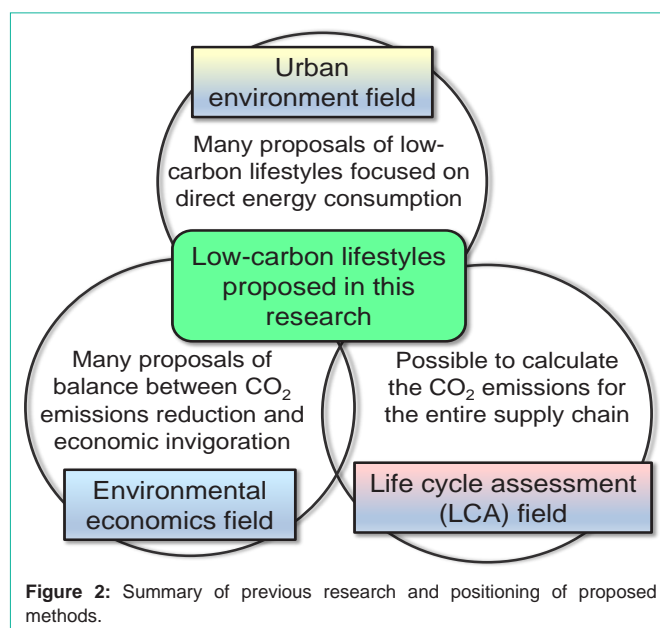 Urban
environment field
Many proposals of low-
carbon lifestyles focused on
direct energy consumption
Low-carbon lifestyles
proposed in this
research
Many proposals of
balance between CO₂
emissions reduction and
economic invigoration
Environmental
economics field
Possible to calculate
the CO₂ emissions for
the entire supply chain
Life cycle assessment
(LCA) field
Figure 2: Summary of previous research and positioning of proposed
methods.